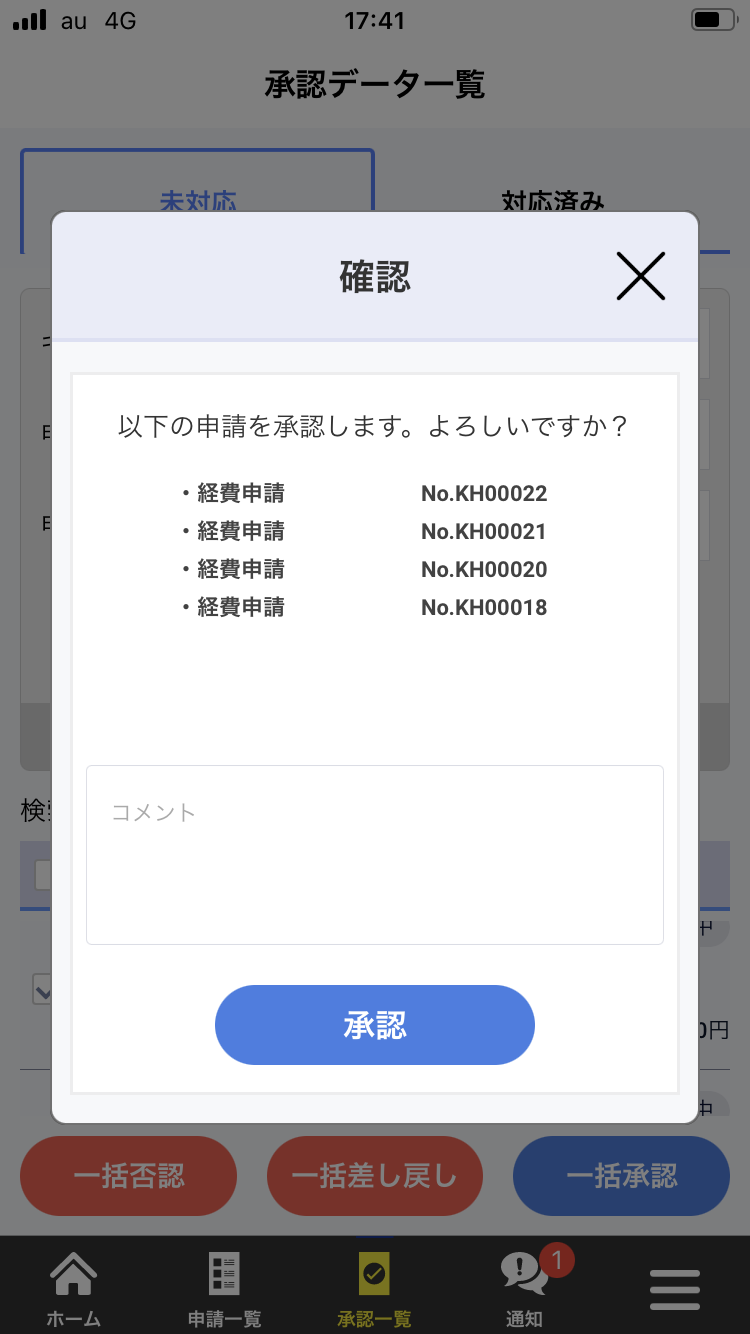 au 4G 17:41
承認データ一覧
未対応 対応済み
確認
以下の申請を承認します。よろしいですか？
・経費申請 No.KH00022
・経費申請 No.KH00021
・経費申請 No.KH00020
・経費申請 No.KH00018
検
コメント
中
0円
承認
中
一括否認 一括差し戻し 一括承認
1
ホーム 申請一覧 承認一覧 通知